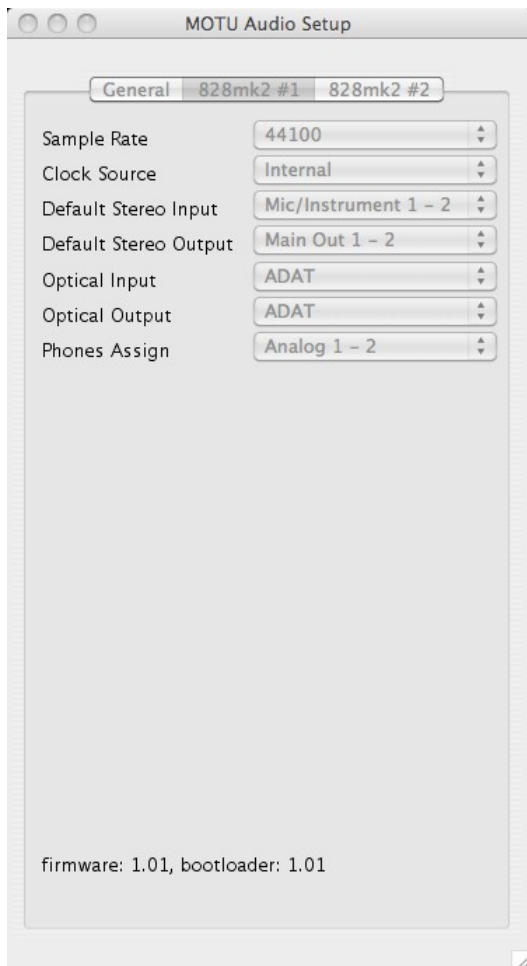 MOTU Audio Setup
General 828mk2 #1 828mk2 #2
Sample Rate 44100
Clock Source Internal
Default Stereo Input Mic/Instrument 1 – 2
Default Stereo Output Main Out 1 – 2
Optical Input ADAT
Optical Output ADAT
Phones Assign Analog 1 – 2
firmware: 1.01, bootloader: 1.01